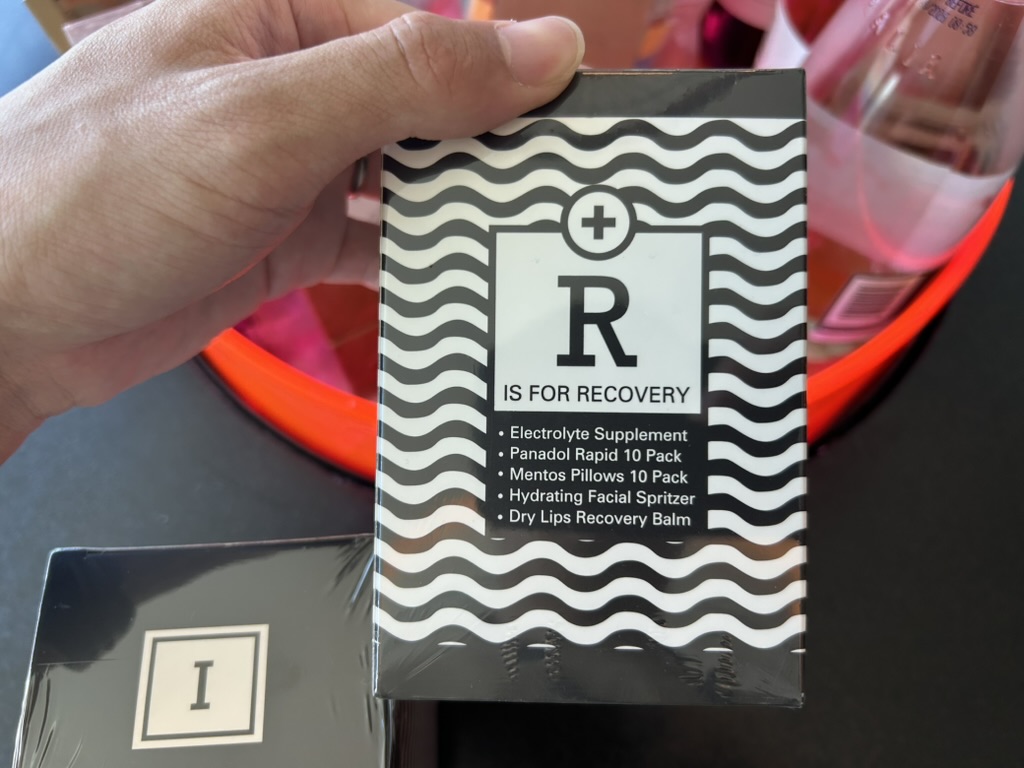 +
R
IS FOR RECOVERY
• Electrolyte Supplement
• Panadol Rapid 10 Pack
• Mentos Pillows 10 Pack
• Hydrating Facial Spritzer
• Dry Lips Recovery Balm
I